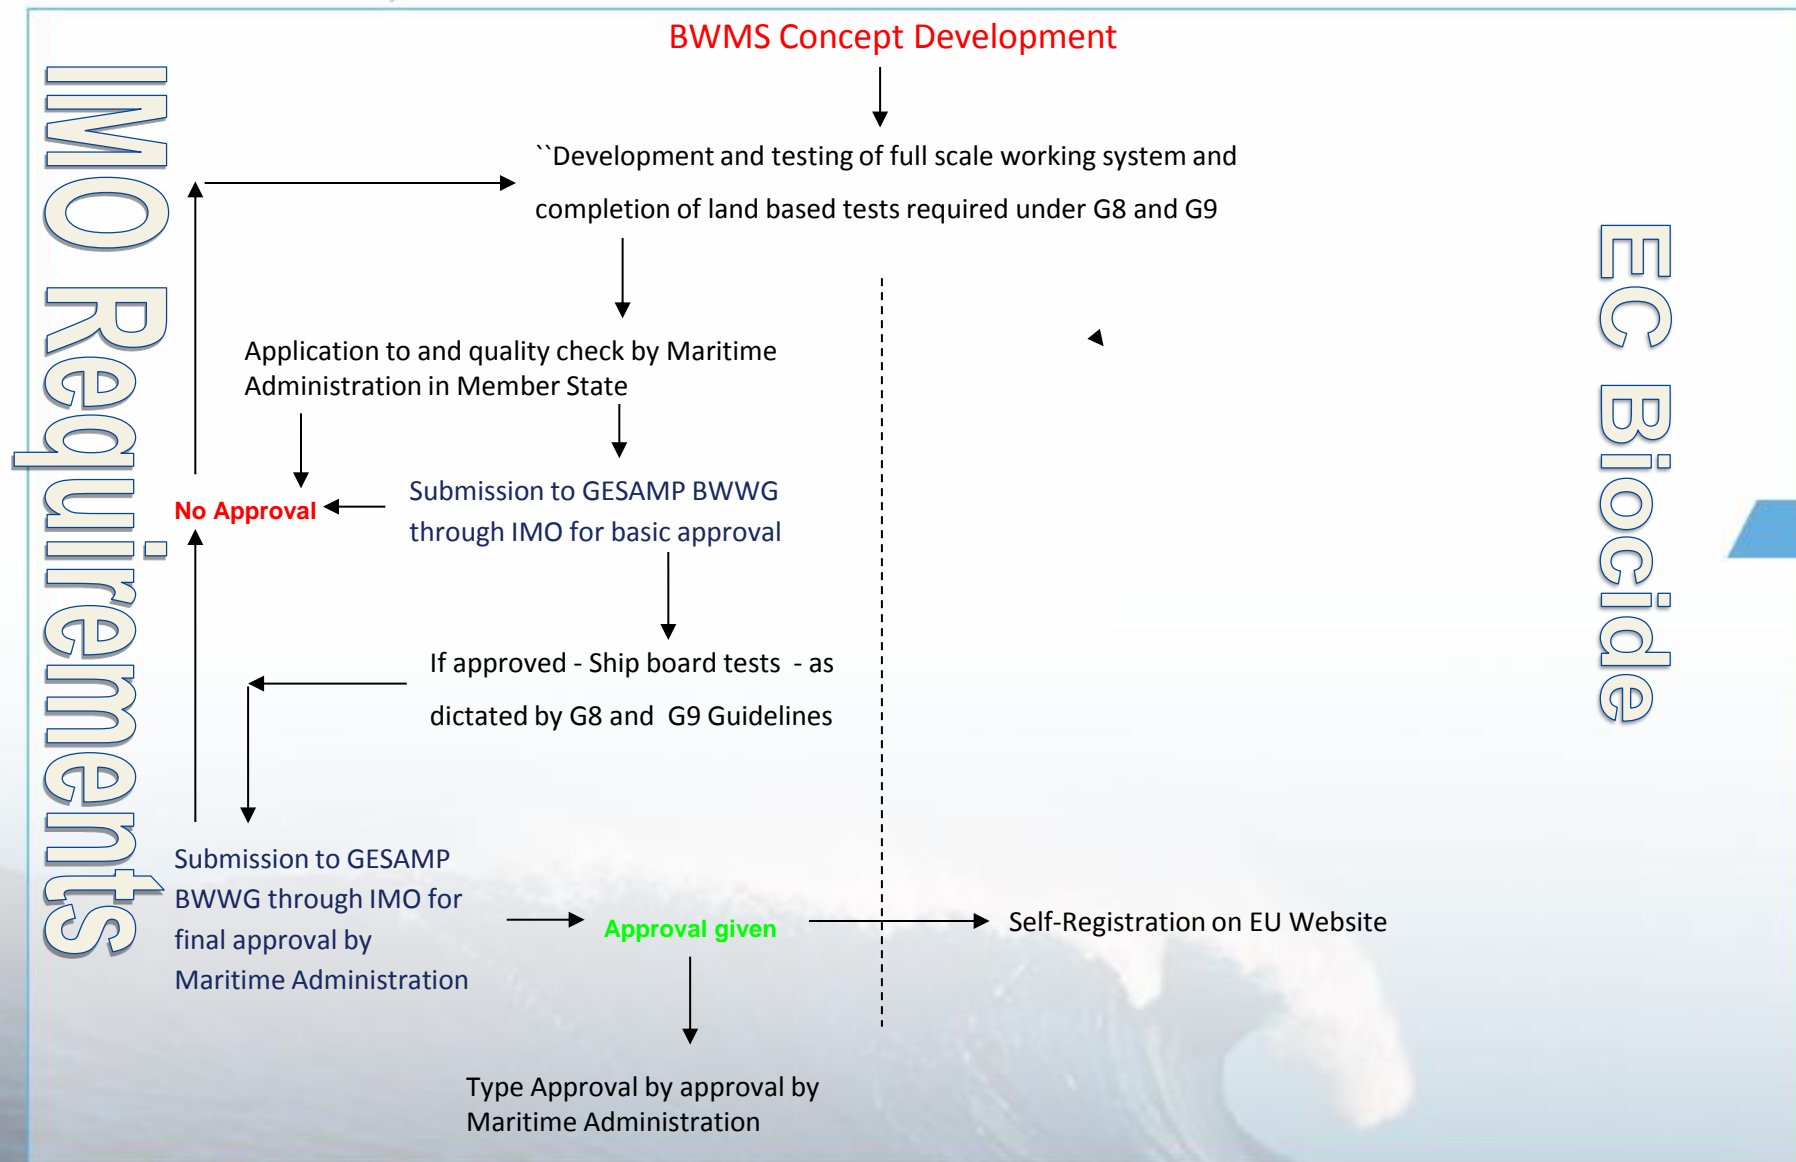 BWMS Concept Development
IMO Requirements
``Development and testing of full scale working system and
completion of land based tests required under G8 and G9
EC Biocide
Application to and quality check by Maritime
Administration in Member State
No Approval
Submission to GESAMP BWWG
through IMO for basic approval
If approved - Ship board tests - as
dictated by G8 and G9 Guidelines
Submission to GESAMP
BWWG through IMO for
final approval by
Maritime Administration
Approval given
Self-Registration on EU Website
Type Approval by approval by
Maritime Administration